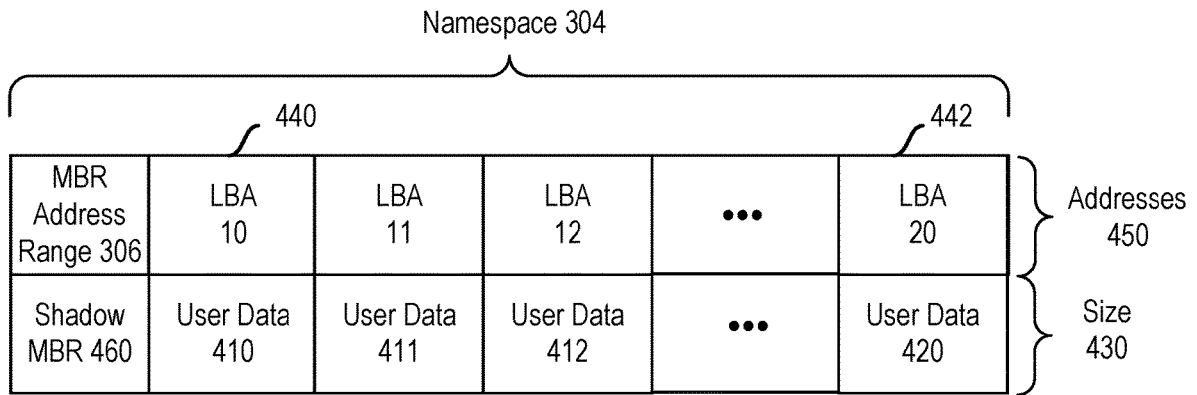 Namespace 304
440
442
MBR
Address
Range 306
LBA
10
LBA
11
LBA
12
•••
LBA
20
Addresses
450
Shadow
MBR 460
User Data
410
User Data
411
User Data
412
•••
User Data
420
Size
430